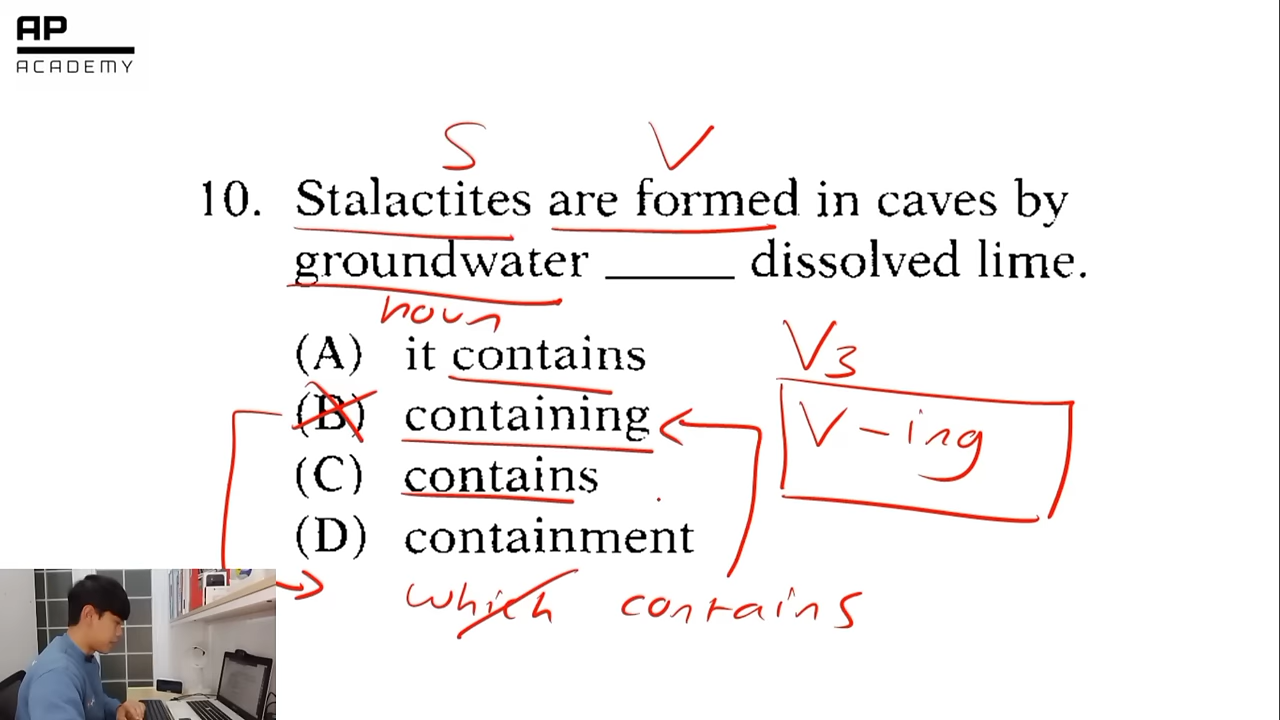 AP
ACADEMY
S V
10. Stalactites are formed in caves by
groundwater _____ dissolved lime.
noun
(A) it contains
(B) containing
(C) contains
(D) containment
V3
V-ing
which contains